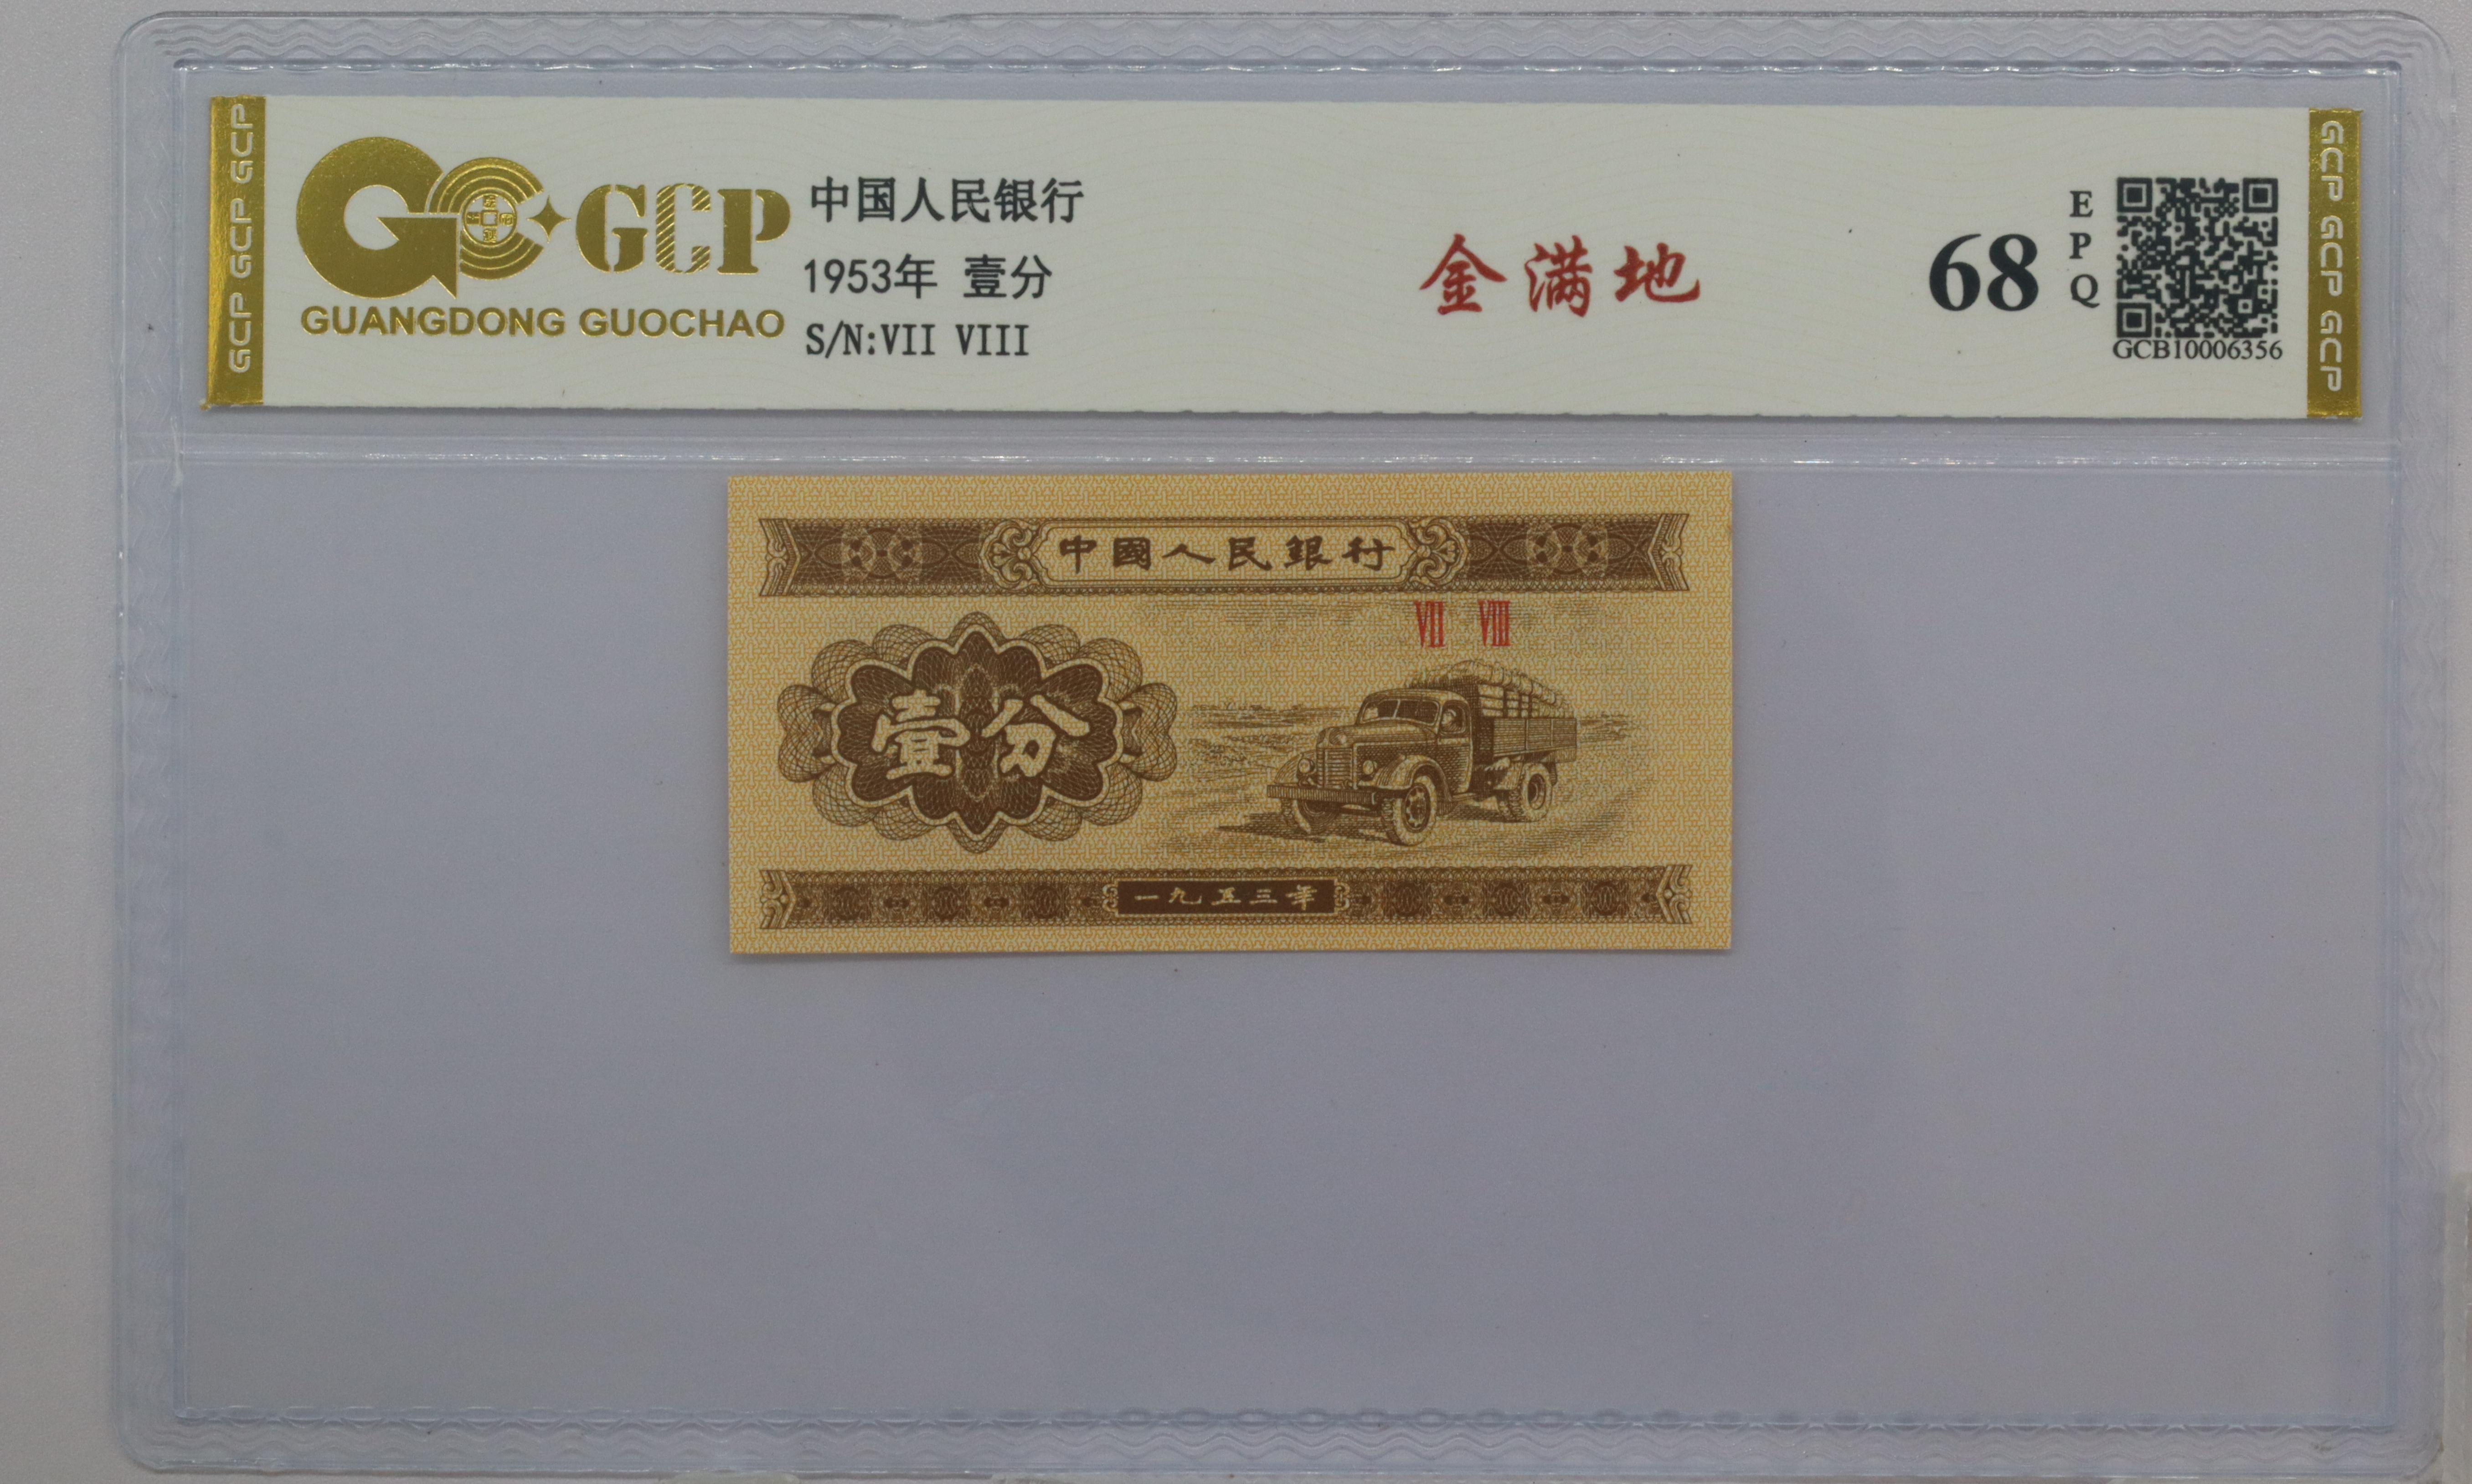 GCP GCP GCP
GCP
GUANGDONG GUOCHAO
中国人民银行
1953年 壹分
S/N:VII VIII
金满地
68
EPQ
GCB10006356
GCP GCP GCP
中國人民銀行
VII VIII
壹分
一九五三年